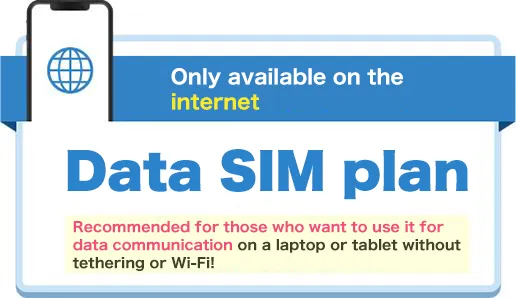 Only available on the
internet
Data SIM plan
Recommended for those who want to use it for
data communication on a laptop or tablet without
tethering or Wi-Fi!